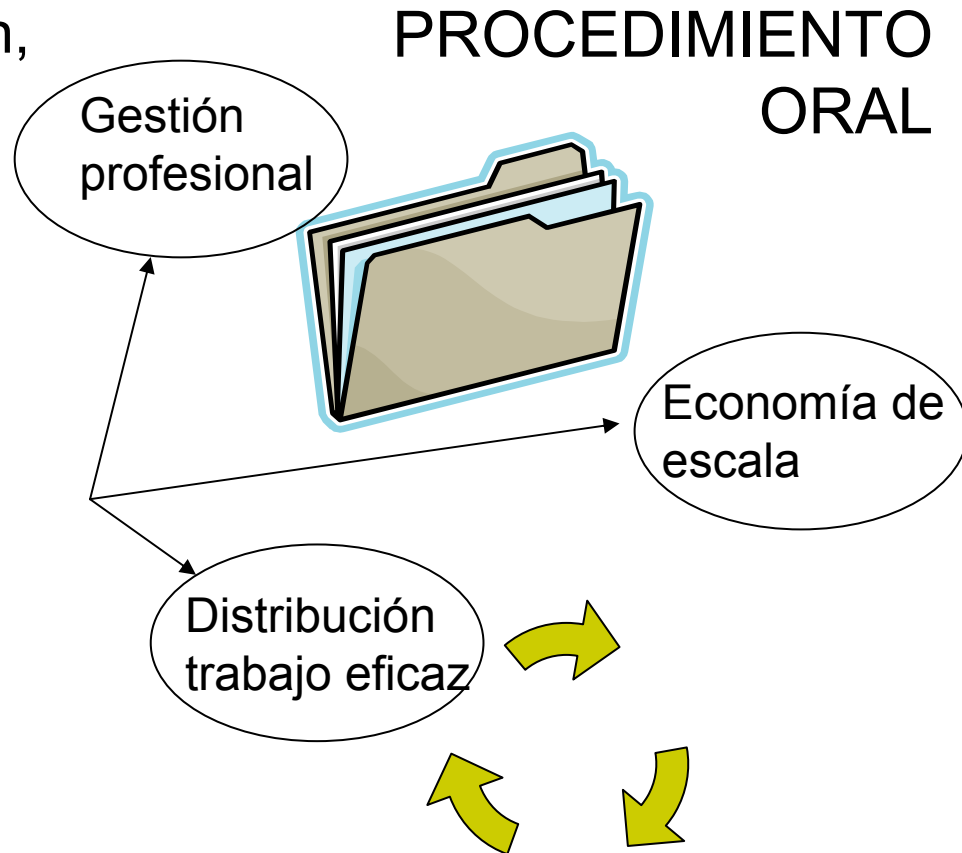 n,
PROCEDIMIENTO
ORAL
Gestión
profesional
Economía de
escala
Distribución
trabajo eficaz